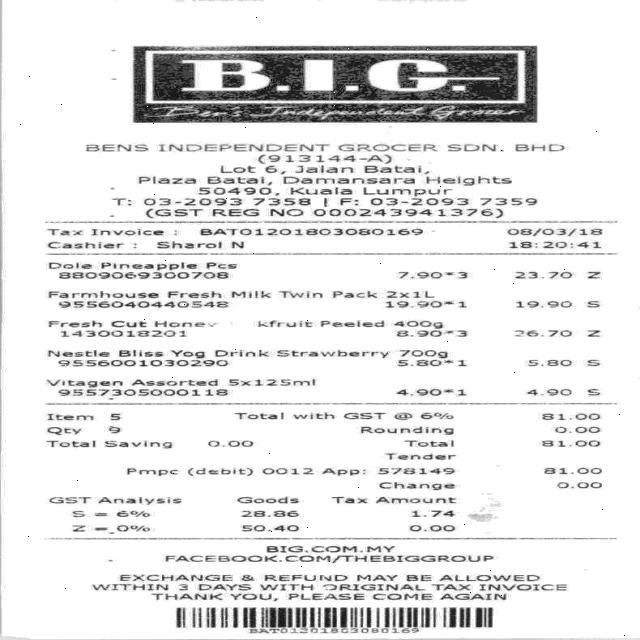 B.I.G.
Ben's Independent Grocer
BENS INDEPENDENT GROCER SDN. BHD
(913144-A)
Lot 6, Jalan Batai,
Plaza Batai, Damansara Heights
50490, Kuala Lumpur
T: 03-2093 7358 | F: 03-2093 7359
(GST REG NO 000243941376)
Tax Invoice : BAT01201803080169 08/03/18
Cashier : Sharol N 18:20:41
Dole Pineapple Pcs
8809069300708 7.90*3 23.70 Z
Farmhouse Fresh Milk Twin Pack 2x1L
9556040440548 19.90*1 19.90 S
Fresh Cut Honey kfruit Peeled 400g
1430018201 8.90*3 26.70 Z
Nestle Bliss Yog Drink Strawberry 700g
9556001030290 5.80*1 5.80 S
Vitagen Assorted 5x125ml
9557305000118 4.90*1 4.90 S
Item 5 Total with GST @ 6% 81.00
Qty 9 Rounding 0.00
Total Saving 0.00 Total 81.00
Tender
Pmpc (debit) 0012 App: 578149 81.00
Change 0.00
GST Analysis Goods Tax Amount
S = 6% 28.86 1.74
Z = 0% 50.40 0.00
BIG.COM.MY
FACEBOOK.COM/THEBIGGROUP
EXCHANGE & REFUND MAY BE ALLOWED
WITHIN 3 DAYS WITH ORIGINAL TAX INVOICE
THANK YOU, PLEASE COME AGAIN
BAT01201803080169